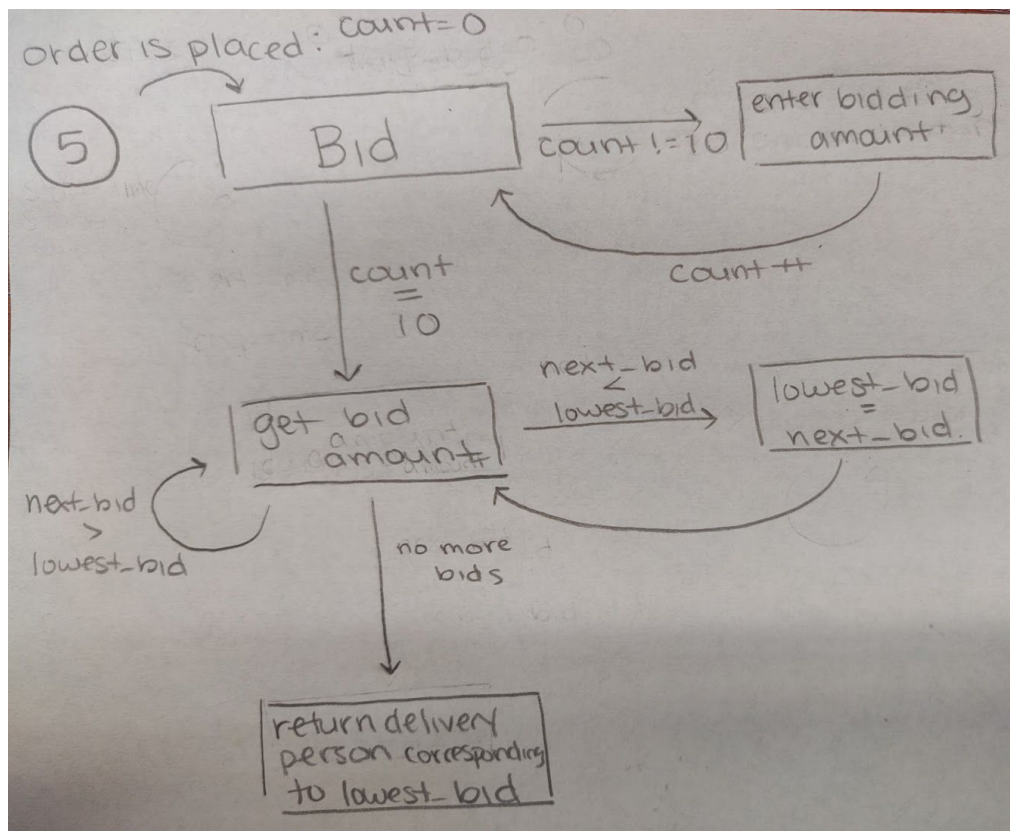 order is placed: count=0
5
Bid
count != 10
enter bidding
amount
count++
count
=
10
next_bid
<
lowest_bid
lowest_bid
=
next_bid.
get bid
amount
next_bid
>
lowest_bid
no more
bids
return delivery
person corresponding
to lowest_bid